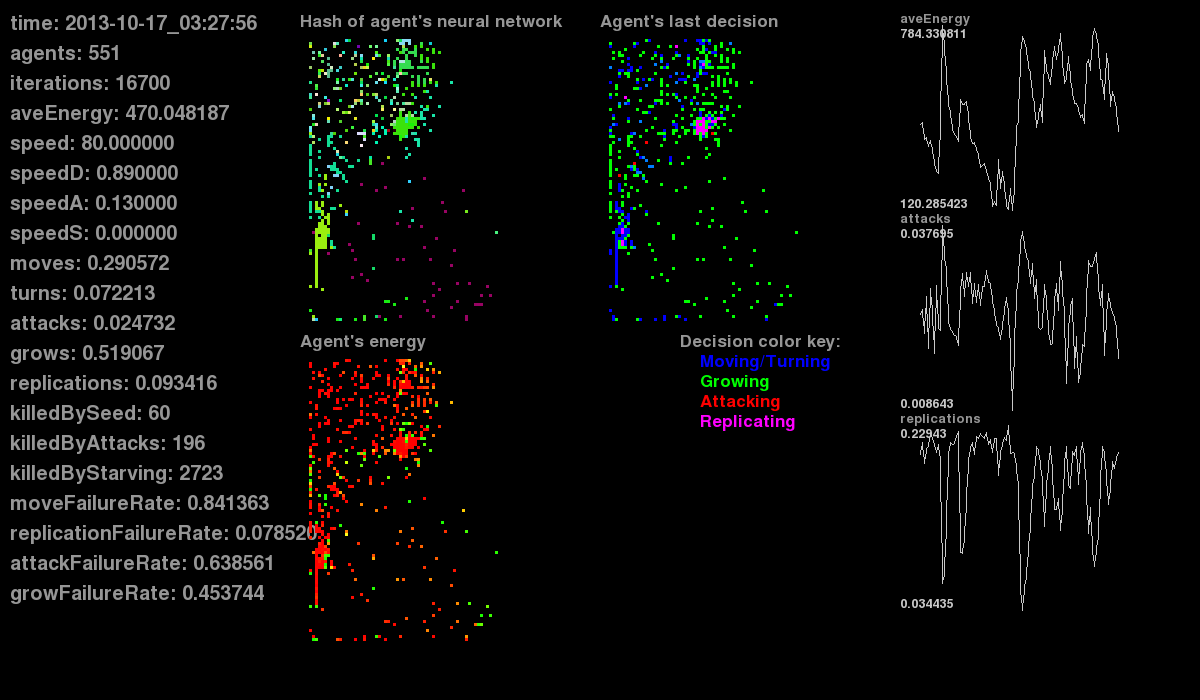 time: 2013-10-17_03:27:56
agents: 551
iterations: 16700
aveEnergy: 470.048187
speed: 80.000000
speedD: 0.890000
speedA: 0.130000
speedS: 0.000000
moves: 0.290572
turns: 0.072213
attacks: 0.024732
grows: 0.519067
replications: 0.093416
killedBySeed: 60
killedByAttacks: 196
killedByStarving: 2723
moveFailureRate: 0.841363
replicationFailureRate: 0.078520
attackFailureRate: 0.638561
growFailureRate: 0.453744
Hash of agent's neural network
Agent's energy
Agent's last decision
Decision color key:
Moving/Turning
Growing
Attacking
Replicating
aveEnergy
784.330811
120.285423
attacks
0.037695
0.008643
replications
0.22943
0.034435